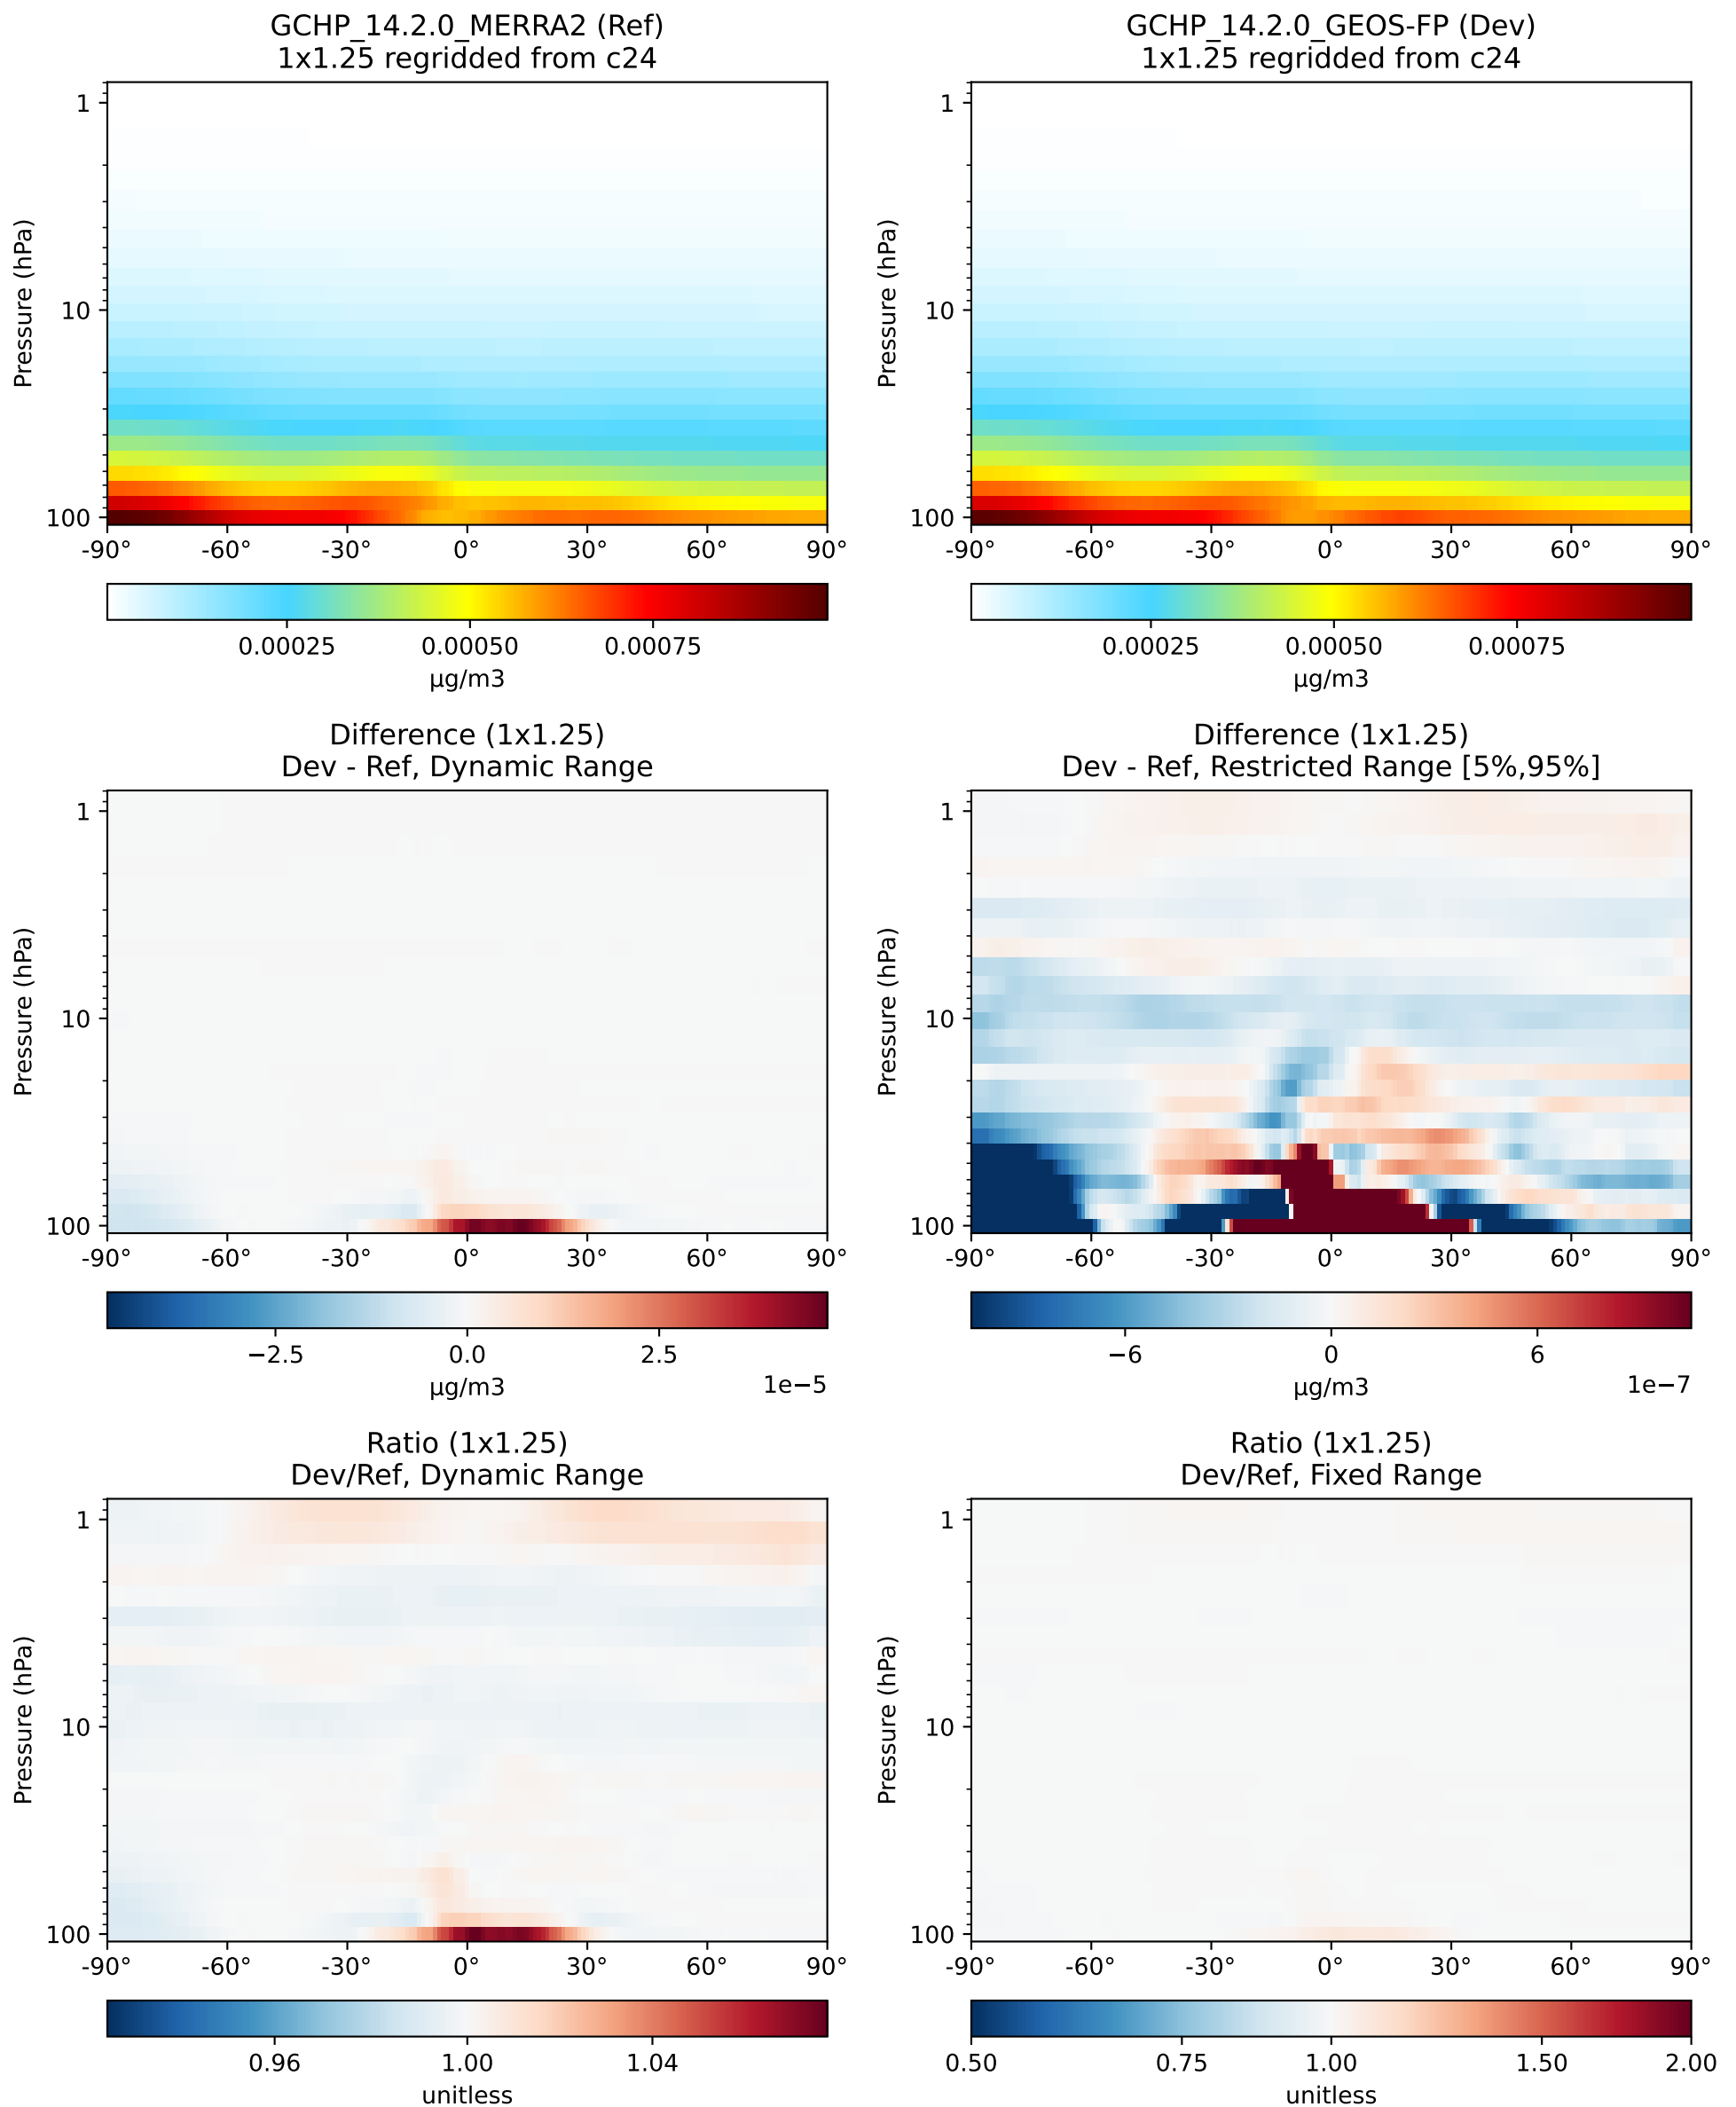 GCHP_14.2.0_MERRA2 (Ref)
1x1.25 regridded from c24
Pressure (hPa)
1
10
100
-90° -60° -30° 0° 30° 60° 90°
0.00025 0.00050 0.00075
μg/m3
GCHP_14.2.0_GEOS-FP (Dev)
1x1.25 regridded from c24
Pressure (hPa)
1
10
100
-90° -60° -30° 0° 30° 60° 90°
0.00025 0.00050 0.00075
μg/m3
Difference (1x1.25)
Dev - Ref, Dynamic Range
Pressure (hPa)
1
10
100
-90° -60° -30° 0° 30° 60° 90°
−2.5 0.0 2.5
μg/m3
1e−5
Difference (1x1.25)
Dev - Ref, Restricted Range [5%,95%]
Pressure (hPa)
1
10
100
-90° -60° -30° 0° 30° 60° 90°
−6 0 6
μg/m3
1e−7
Ratio (1x1.25)
Dev/Ref, Dynamic Range
Pressure (hPa)
1
10
100
-90° -60° -30° 0° 30° 60° 90°
0.96 1.00 1.04
unitless
Ratio (1x1.25)
Dev/Ref, Fixed Range
Pressure (hPa)
1
10
100
-90° -60° -30° 0° 30° 60° 90°
0.50 0.75 1.00 1.50 2.00
unitless